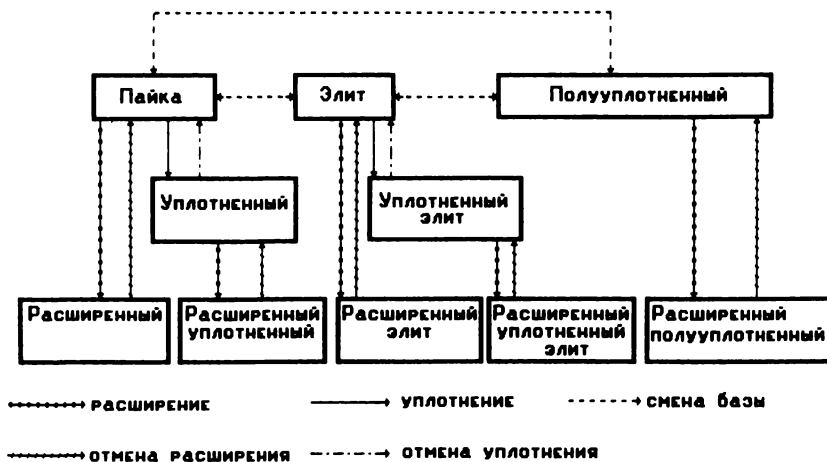 Пайка
Элит
Полууплотненный
Уплотненный
Уплотненный
элит
Расширенный
Расширенный
уплотненный
Расширенный
элит
Расширенный
уплотненный
элит
Расширенный
полууплотненный
расширение
уплотнение
смена базы
отмена расширения
отмена уплотнения